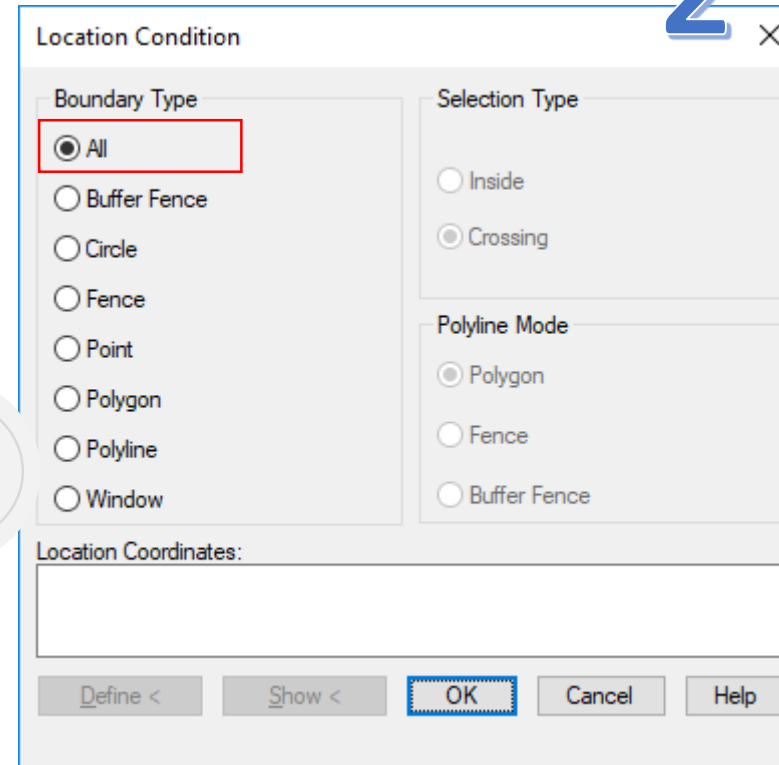 2
Location Condition
Boundary Type
All
Buffer Fence
Circle
Fence
Point
Polygon
Polyline
Window
Selection Type
Inside
Crossing
Polyline Mode
Polygon
Fence
Buffer Fence
Location Coordinates:
Define < Show < OK Cancel Help